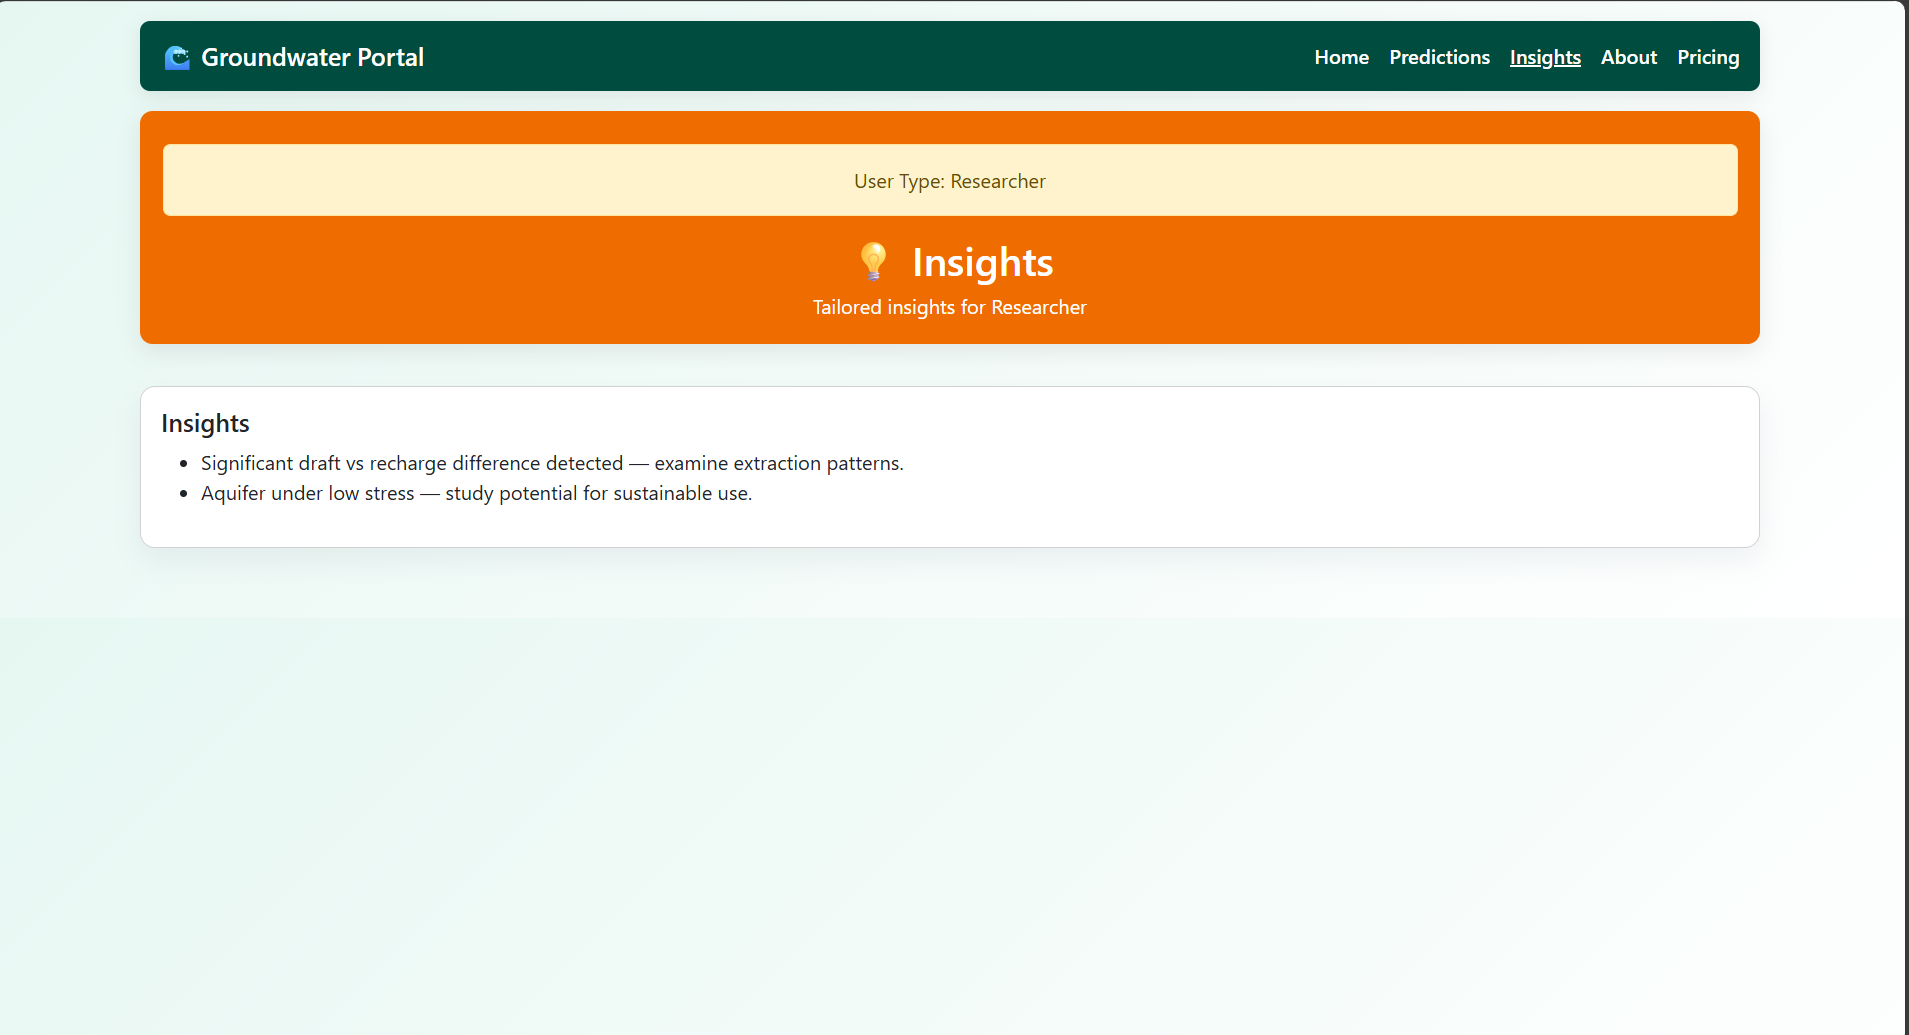 Groundwater Portal
Home Predictions Insights About Pricing
User Type: Researcher
Insights
Tailored insights for Researcher
Insights
• Significant draft vs recharge difference detected — examine extraction patterns.
• Aquifer under low stress — study potential for sustainable use.